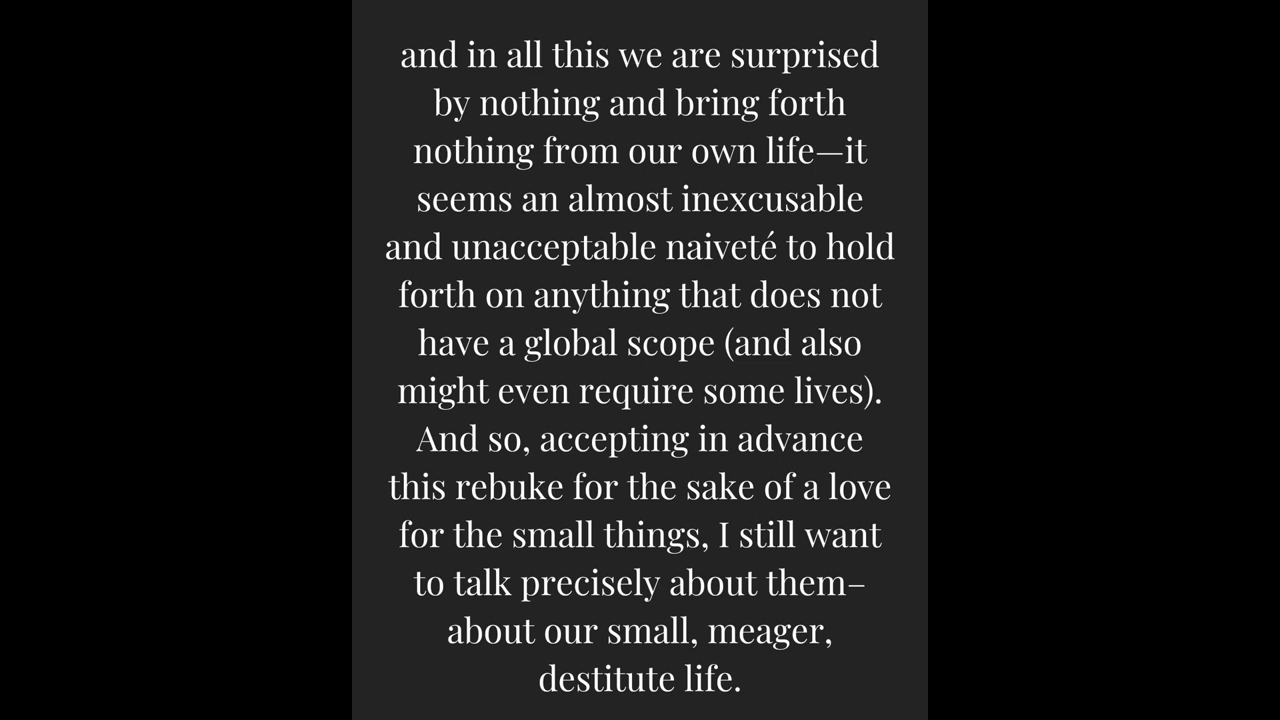 and in all this we are surprised
by nothing and bring forth
nothing from our own life—it
seems an almost inexcusable
and unacceptable naiveté to hold
forth on anything that does not
have a global scope (and also
might even require some lives).
And so, accepting in advance
this rebuke for the sake of a love
for the small things, I still want
to talk precisely about them–
about our small, meager,
destitute life.